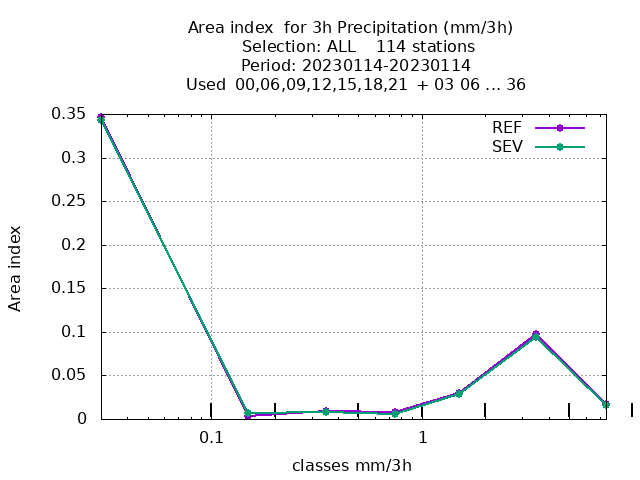 Area index  for 3h Precipitation (mm/3h)
Selection: ALL    114 stations
Period: 20230114-20230114
Used  00,06,09,12,15,18,21  + 03 06 ... 36
REF
SEV
0.35
0.3
0.25
0.2
0.15
0.1
0.05
0
Area index
0.1
1
classes mm/3h